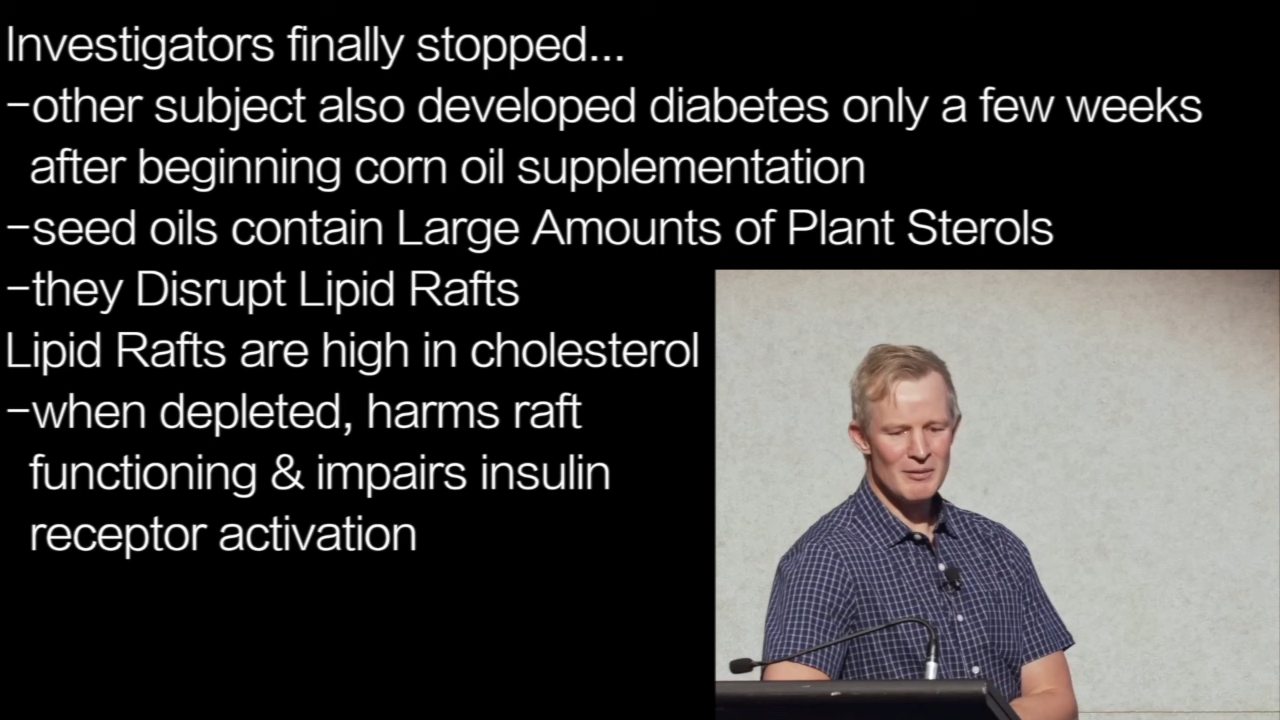 Investigators finally stopped...
–other subject also developed diabetes only a few weeks
after beginning corn oil supplementation
–seed oils contain Large Amounts of Plant Sterols
–they Disrupt Lipid Rafts
Lipid Rafts are high in cholesterol
–when depleted, harms raft
functioning & impairs insulin
receptor activation